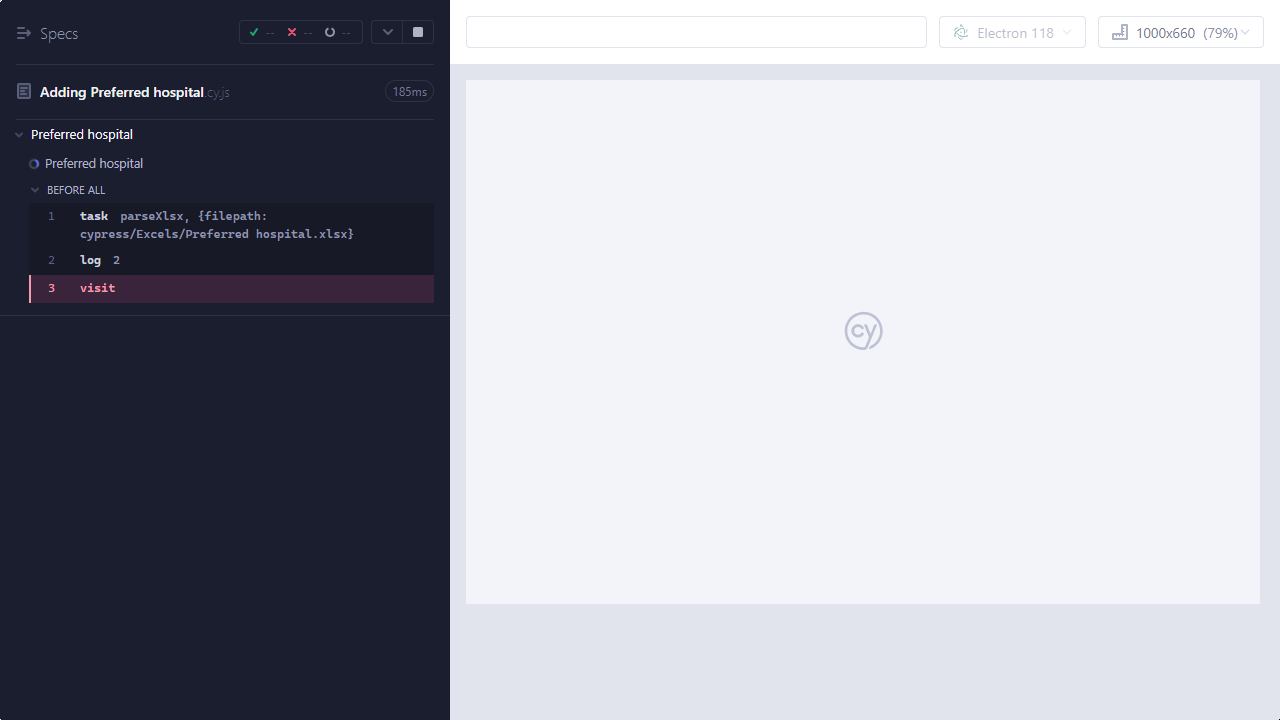 Specs
-- -- --
Electron 118
1000x660 (79%)
Adding Preferred hospital.cy.js
185ms
Preferred hospital
Preferred hospital
BEFORE ALL
1 task parseXlsx, {filepath:
cypress/Excels/Preferred hospital.xlsx}
2 log 2
3 visit
cy